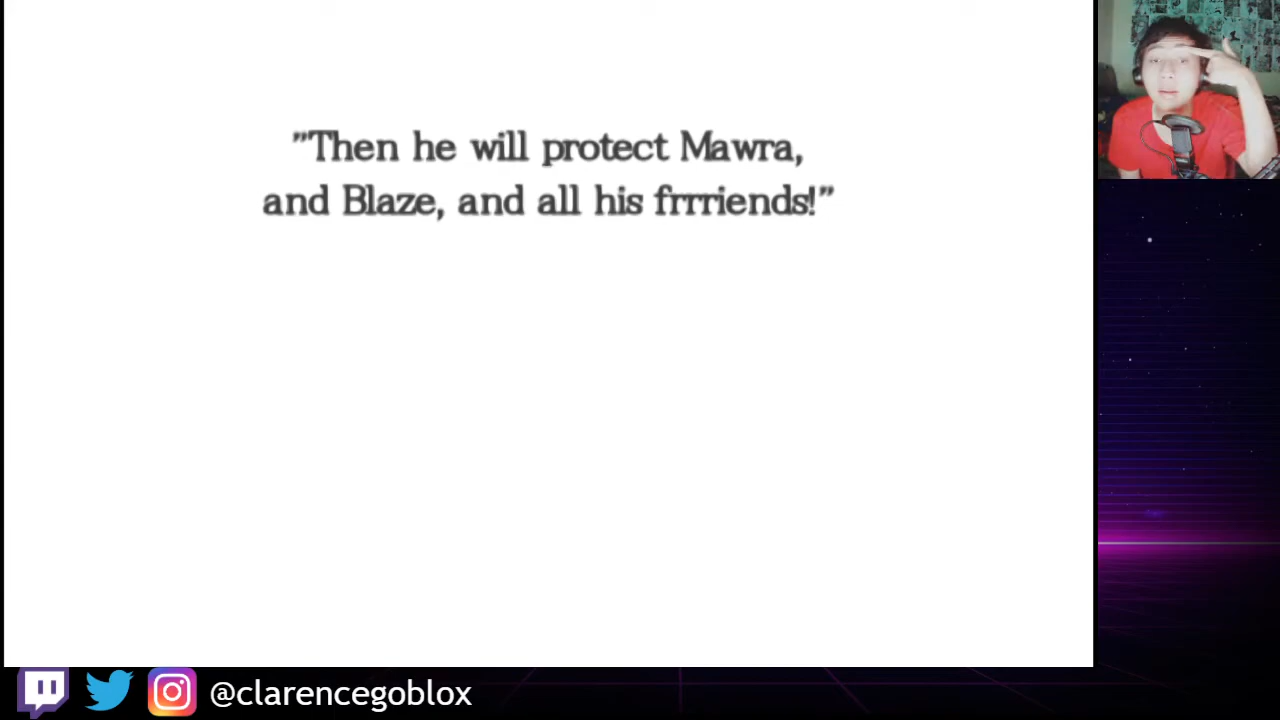 "Then he will protect Mawra,
and Blaze, and all his frrriends!"
@clarencegoblox